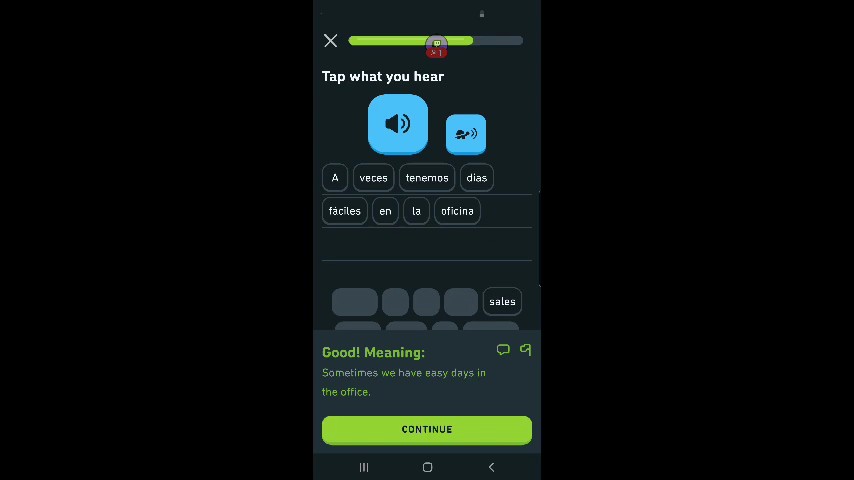 Tap what you hear
A veces tenemos días
fáciles en la oficina
sales
Good! Meaning:
Sometimes we have easy days in
the office.
CONTINUE